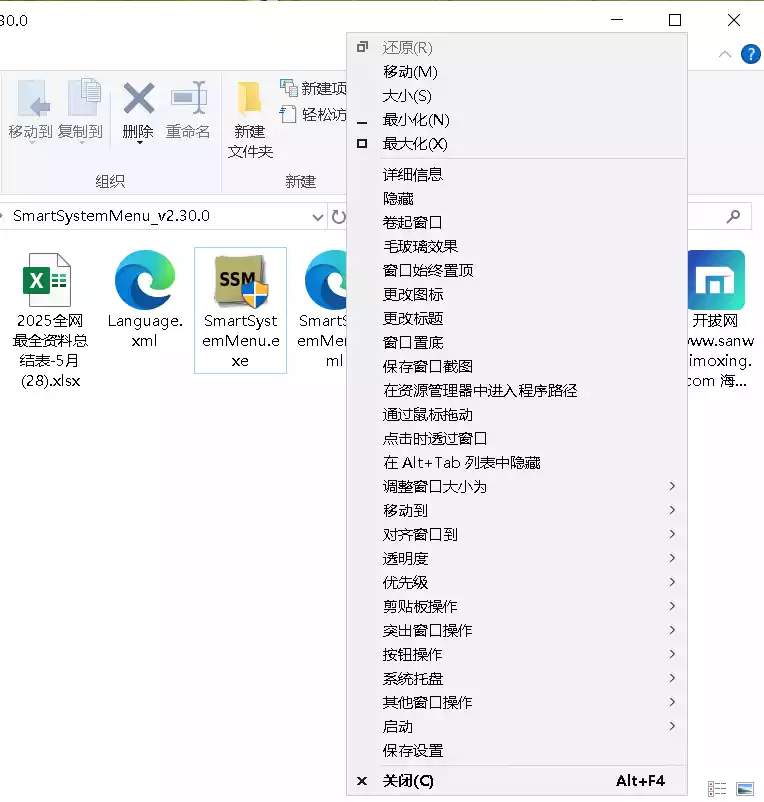 30.0
移动到
复制到
删除
重命名
新建
文件夹
新建项
轻松访
组织
新建
SmartSystemMenu_v2.30.0
2025全网
最全资料总
结表-5月
(28).xlsx
Language.
xml
SSM
SmartSyst
emMenu.e
xe
SmartS
emMe
ml
开拔网
www.sanw
imoxing.
com 海...
还原(R)
移动(M)
大小(S)
最小化(N)
最大化(X)
详细信息
隐藏
卷起窗口
毛玻璃效果
窗口始终置顶
更改图标
更改标题
窗口置底
保存窗口截图
在资源管理器中进入程序路径
通过鼠标拖动
点击时透过窗口
在 Alt+Tab 列表中隐藏
调整窗口大小为
移动到
对齐窗口到
透明度
优先级
剪贴板操作
突出窗口操作
按钮操作
系统托盘
其他窗口操作
启动
保存设置
关闭(C) Alt+F4